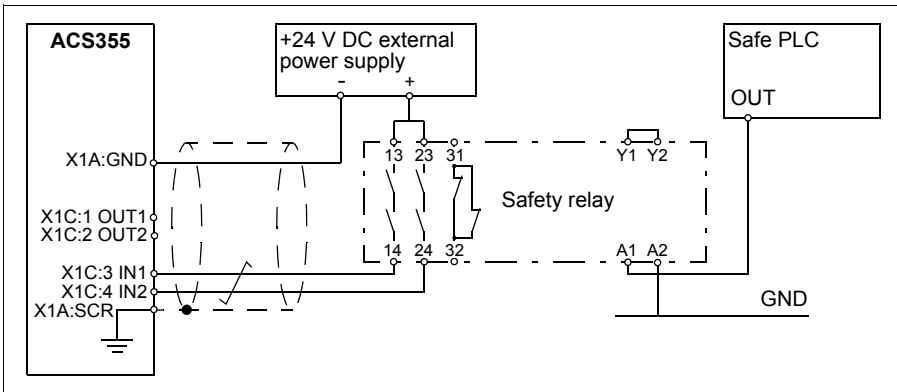 ACS355
+24 V DC external
power supply
- +
Safe PLC
OUT
13 23 31
Y1 Y2
X1A:GND
Safety relay
X1C:1 OUT1
X1C:2 OUT2
14 24 32
A1 A2
X1C:3 IN1
X1C:4 IN2
X1A:SCR
GND